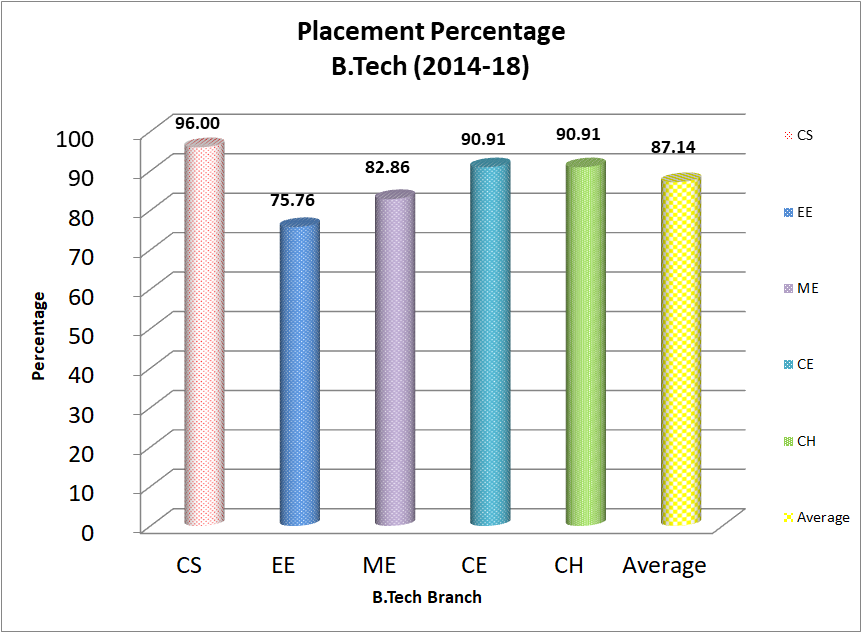 Placement Percentage
B.Tech (2014-18)
96.00
75.76
82.86
90.91
90.91
87.14
100
90
80
70
60
50
40
30
20
10
0
Percentage
CS
EE
ME
CE
CH
Average
B.Tech Branch
CS
EE
ME
CE
CH
Average